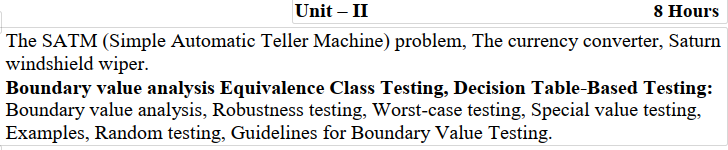 Unit – II 8 Hours
The SATM (Simple Automatic Teller Machine) problem, The currency converter, Saturn
windshield wiper.
Boundary value analysis Equivalence Class Testing, Decision Table-Based Testing:
Boundary value analysis, Robustness testing, Worst-case testing, Special value testing,
Examples, Random testing, Guidelines for Boundary Value Testing.